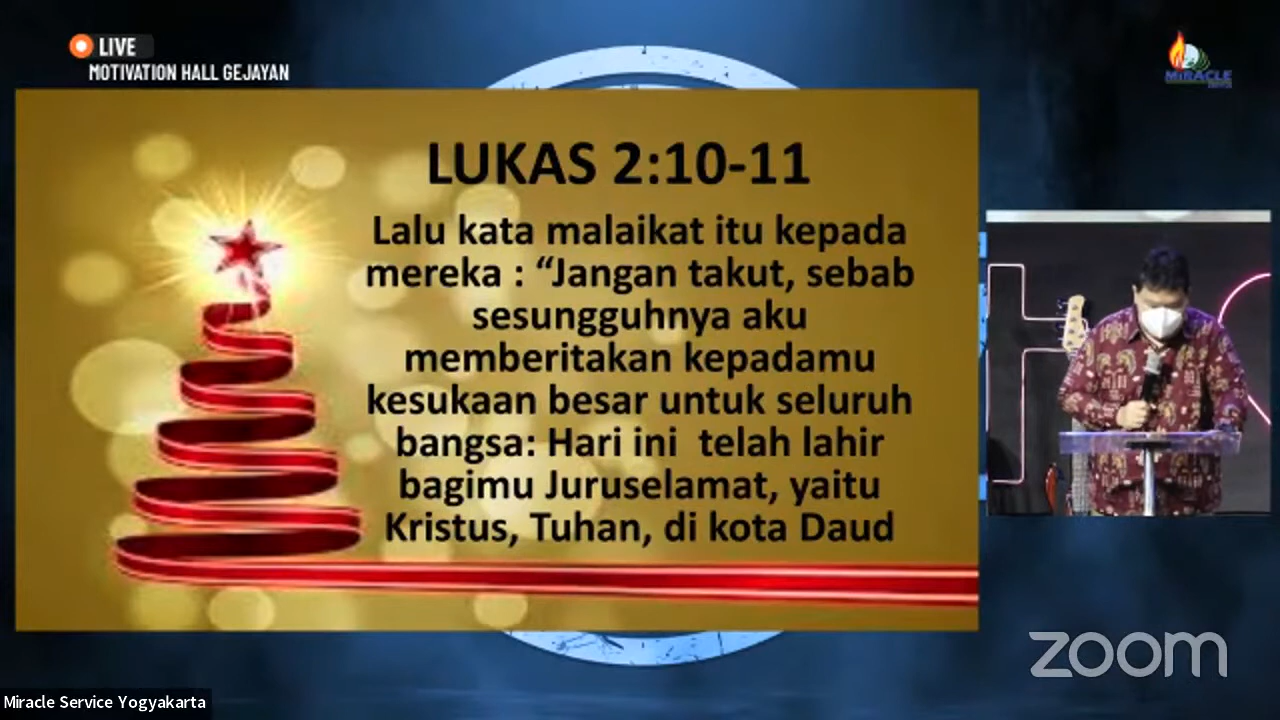 LIVE
MOTIVATION HALL GEJAYAN
MIRACLE
LUKAS 2:10-11
Lalu kata malaikat itu kepada
mereka : “Jangan takut, sebab
sesungguhnya aku
memberitakan kepadamu
kesukaan besar untuk seluruh
bangsa: Hari ini  telah lahir
bagimu Juruselamat, yaitu
Kristus, Tuhan, di kota Daud
zoom
Miracle Service Yogyakarta